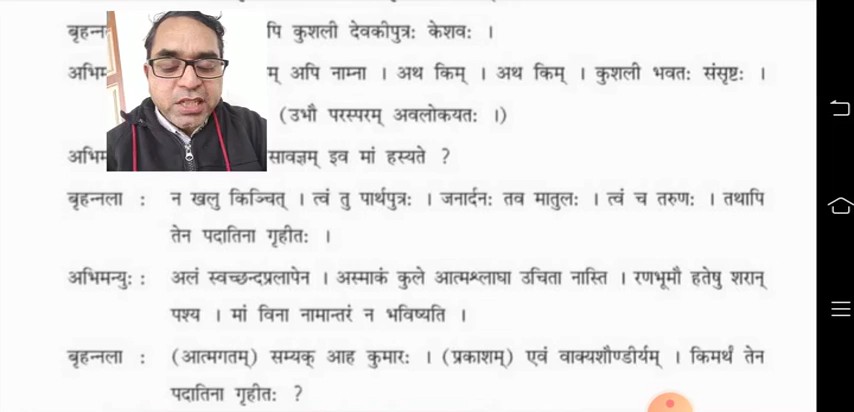 बृहन्न पि कुशली देवकीपुत्रः केशवः ।
अभिम म् अपि नाम्ना । अथ किम् । अथ किम् । कुशली भवतः संसृष्टः ।
(उभौ परस्परम् अवलोकयतः ।)
अभिम सावज्ञम् इव मां हस्यते ?
बृहन्नला : न खलु किञ्चित् । त्वं तु पार्थपुत्रः । जनार्दनः तव मातुलः । त्वं च तरुणः । तथापि
तेन पदातिना गृहीतः ।
अभिमन्युः : अलं स्वच्छन्दप्रलापेन । अस्माकं कुले आत्मश्लाघा उचिता नास्ति । रणभूमौ हतेषु शरान्
पश्य । मां विना नामान्तरं न भविष्यति ।
बृहन्नला : (आत्मगतम्) सम्यक् आह कुमारः । (प्रकाशम्) एवं वाक्यशौण्डीर्यम् । किमर्थं तेन
पदातिना गृहीतः ?